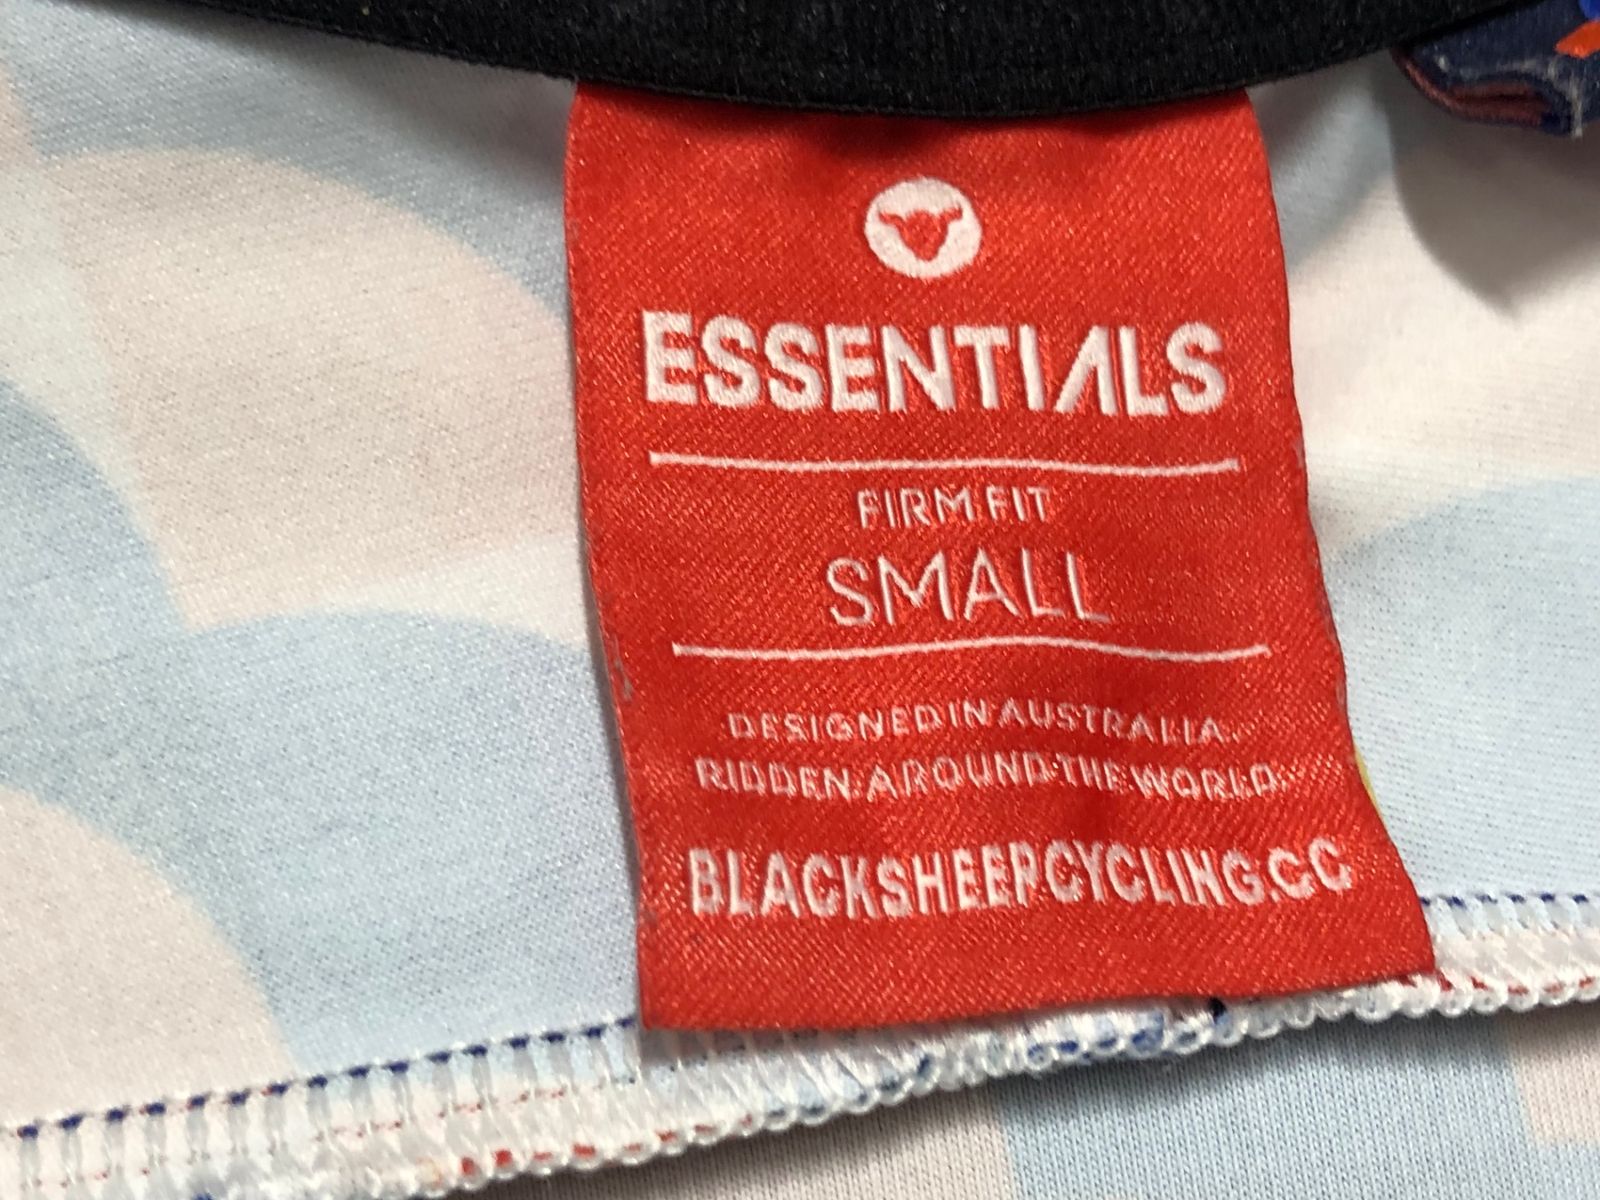 ESSENTIALS
FIRM FIT
SMALL
DESIGNED IN AUSTRALIA.
RIDDEN AROUND THE WORLD.
BLACKSHEEPCYCLING.CC